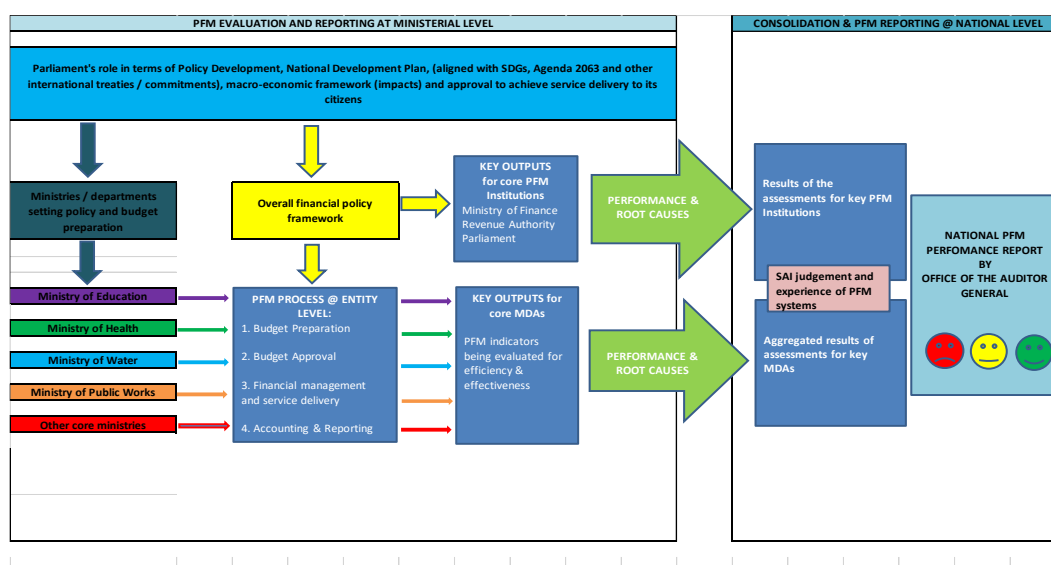 PFM EVALUATION AND REPORTING AT MINISTERIAL LEVEL
CONSOLIDATION & PFM REPORTING @ NATIONAL LEVEL
Parliament's role in terms of Policy Development, National Development Plan, (aligned with SDGs, Agenda 2063 and other
international treaties / commitments), macro-economic framework (impacts) and approval to achieve service delivery to its
citizens
Ministries / departments
setting policy and budget
preparation
Overall financial policy
framework
KEY OUTPUTS
for core PFM
Institutions
Ministry of Finance
Revenue Authority
Parliament
PERFORMANCE &
ROOT CAUSES
Results of the
assessments for key PFM
Institutions
Ministry of Education
Ministry of Health
Ministry of Water
Ministry of Public Works
Other core ministries
PFM PROCESS @ ENTITY
LEVEL:
1. Budget Preparation
2. Budget Approval
3. Financial management
and service delivery
4. Accounting & Reporting
KEY OUTPUTS for
core MDAs
PFM indicators
being evaluated for
efficiency &
effectiveness
PERFORMANCE &
ROOT CAUSES
SAI judgement and
experience of PFM
systems
Aggregated results of
assessments for key
MDAs
NATIONAL PFM
PERFOMANCE REPORT
BY
OFFICE OF THE AUDITOR
GENERAL